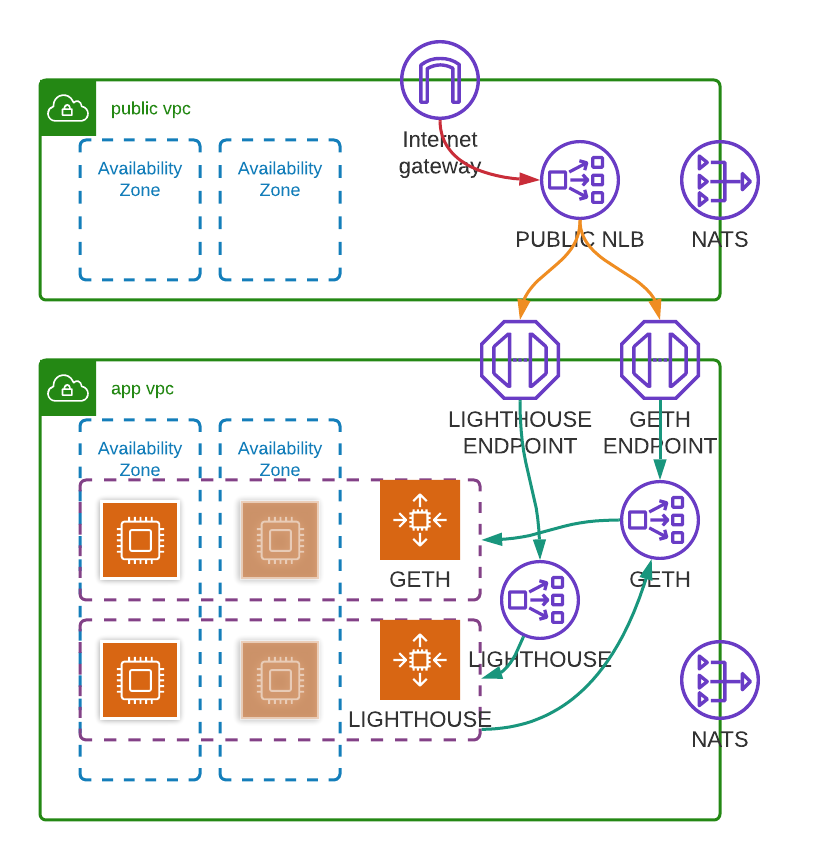 public vpc
Availability
Zone
Availability
Zone
Internet
gateway
PUBLIC NLB
NATS
app vpc
Availability
Zone
Availability
Zone
LIGHTHOUSE
ENDPOINT
GETH
ENDPOINT
GETH
GETH
LIGHTHOUSE
LIGHTHOUSE
NATS